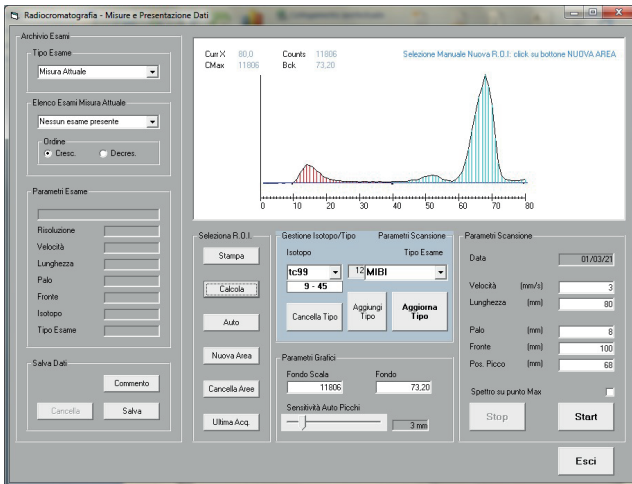 Radiocromatografia - Misure e Presentazione Dati
Archivio Esami
Tipo Esame
Misura Attuale
Elenco Esami Misura Attuale
Nessun esame presente
Ordine
Cresc. Decres.
Parametri Esame
Risoluzione
Velocità
Lunghezza
Palo
Fronte
Isotopo
Tipo Esame
Salva Dati
Commento
Cancella Salva
Curr X 80,0 Counts 11806 Selezione Manuale Nuova R.O.I: click su bottone NUOVA AREA
CMax 11806 Bck 73,20
0 10 20 30 40 50 60 70 80
Seleziona R.O.I.
Stampa
Calcola
Auto
Nuova Area
Cancella Aree
Ultima Acq.
Gestione Isotopo/Tipo Parametri Scansione
Isotopo Tipo Esame
tc99 12 MIBI
9 - 45
Cancella Tipo Aggiungi Tipo Aggiorna Tipo
Parametri Grafici
Fondo Scala Fondo
11806 73,20
Sensitività Auto Picchi
3 mm
Parametri Scansione
Data 01/03/21
Velocità (mm/s) 3
Lunghezza (mm) 80
Palo (mm) 8
Fronte (mm) 100
Pos. Picco (mm) 68
Spettro su punto Max
Stop Start
Esci